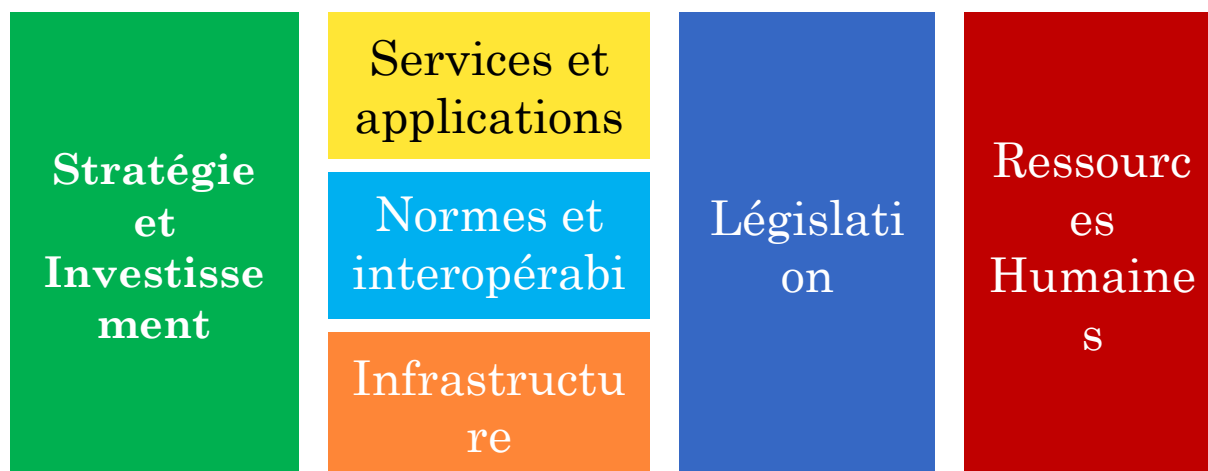 Stratégie
et
Investisse
ment
Services et
applications
Normes et
interopérabi
Infrastructu
re
Législati
on
Ressourc
es
Humaine
s